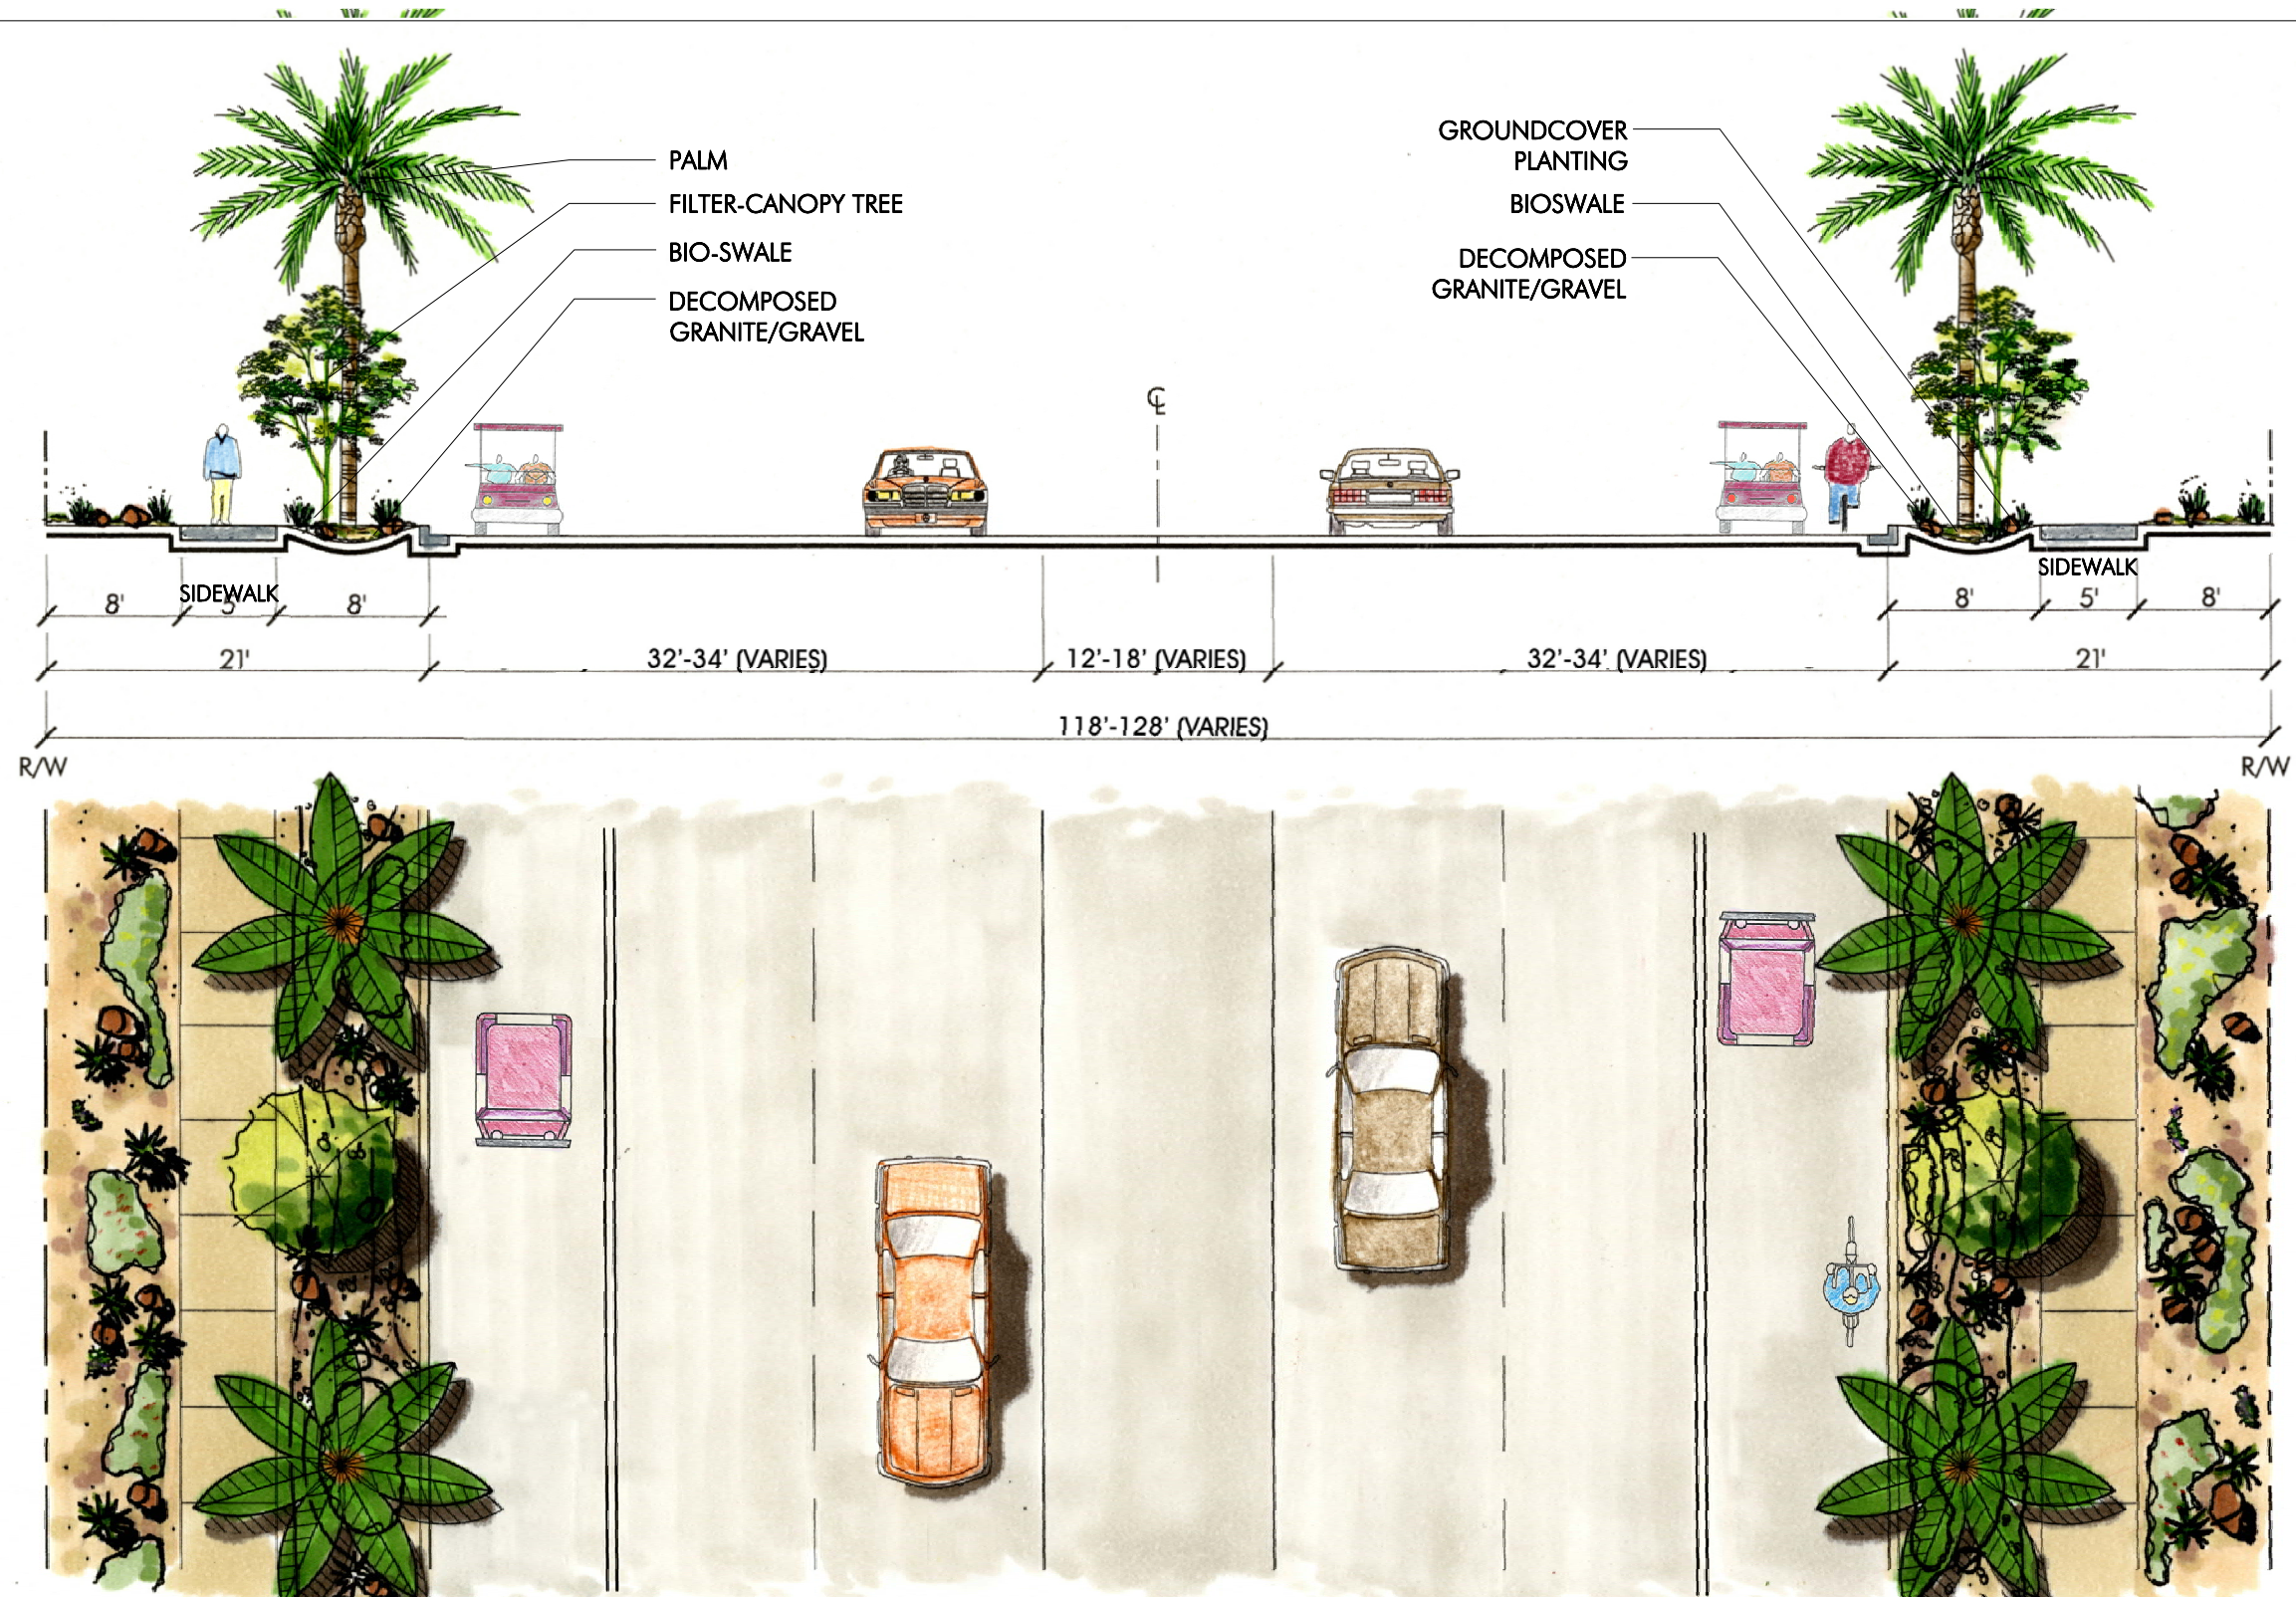 PALM
FILTER-CANOPY TREE
BIO-SWALE
DECOMPOSED
GRANITE/GRAVEL
GROUNDCOVER
PLANTING
BIOSWALE
DECOMPOSED
GRANITE/GRAVEL
℄
SIDEWALK
8'
5'
8'
SIDEWALK
8'
5'
8'
21'
32'-34' (VARIES)
12'-18' (VARIES)
32'-34' (VARIES)
21'
118'-128' (VARIES)
R/W
R/W